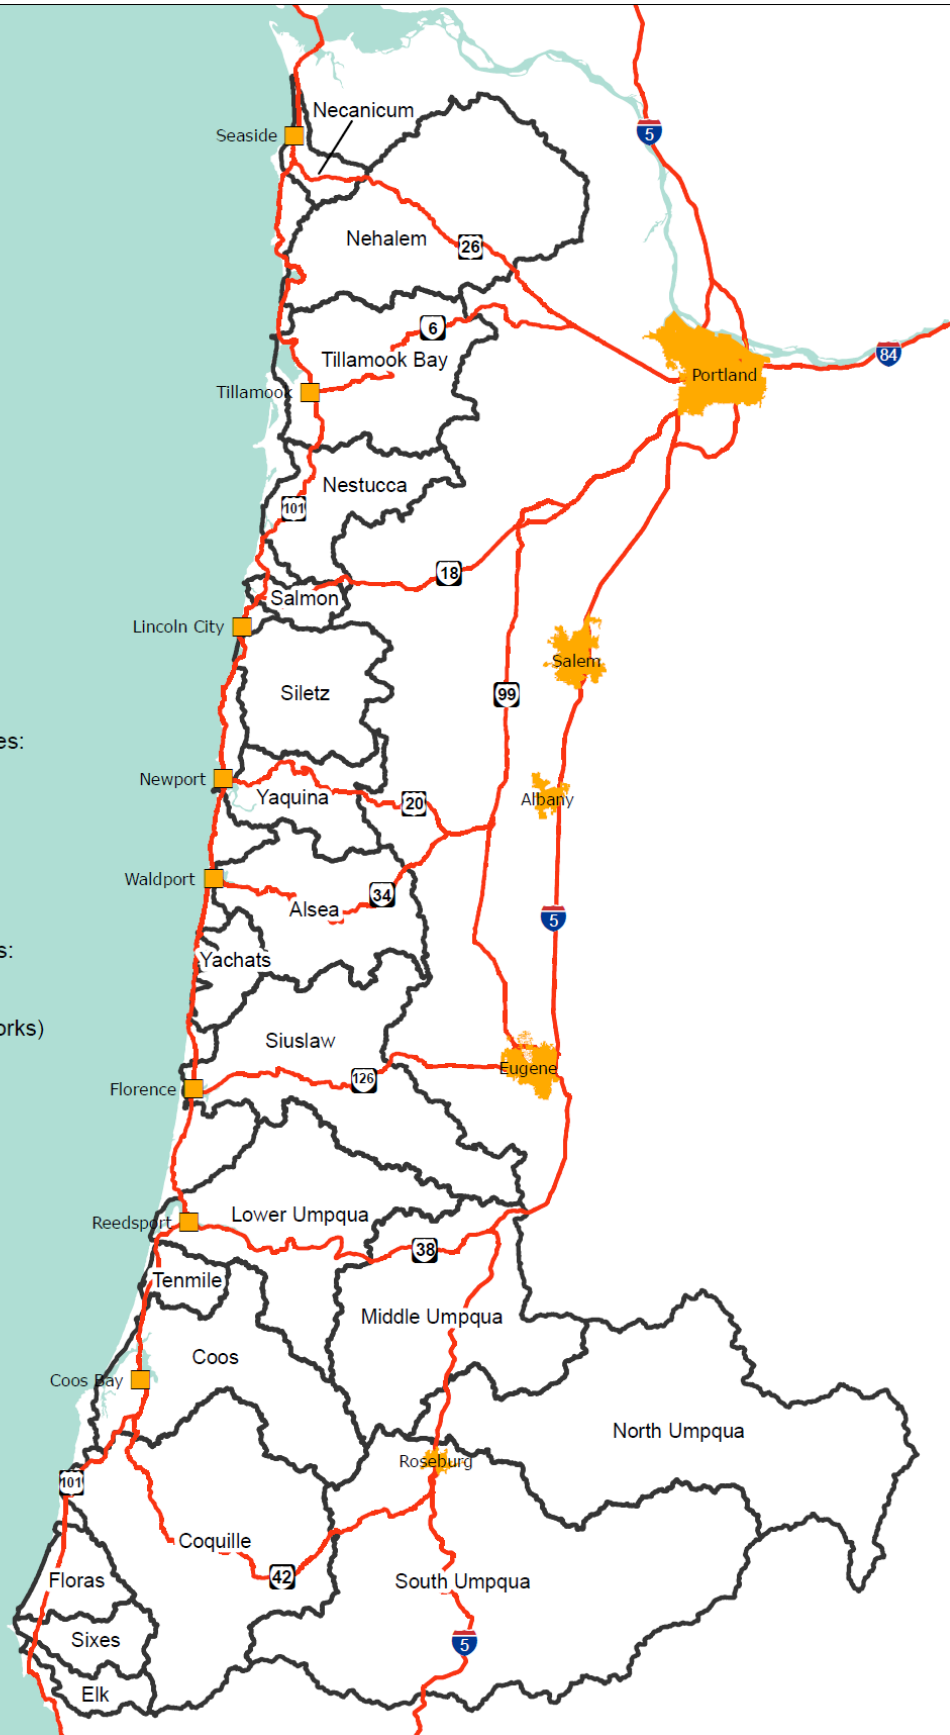 Necanicum
5
Seaside
Nehalem
26
6
Tillamook Bay
84
Portland
Tillamook
Nestucca
101
18
Salmon
Lincoln City
Salem
Siletz
99
es:
Newport
Yaquina
20
Albany
Waldport
34
Alsea
5
s:
Yachats
orks)
Siuslaw
Eugene
126
Florence
Lower Umpqua
Reedsport
38
Tenmile
Middle Umpqua
Coos
Coos Bay
North Umpqua
Roseburg
101
Coquille
42
Floras
South Umpqua
Sixes
5
Elk